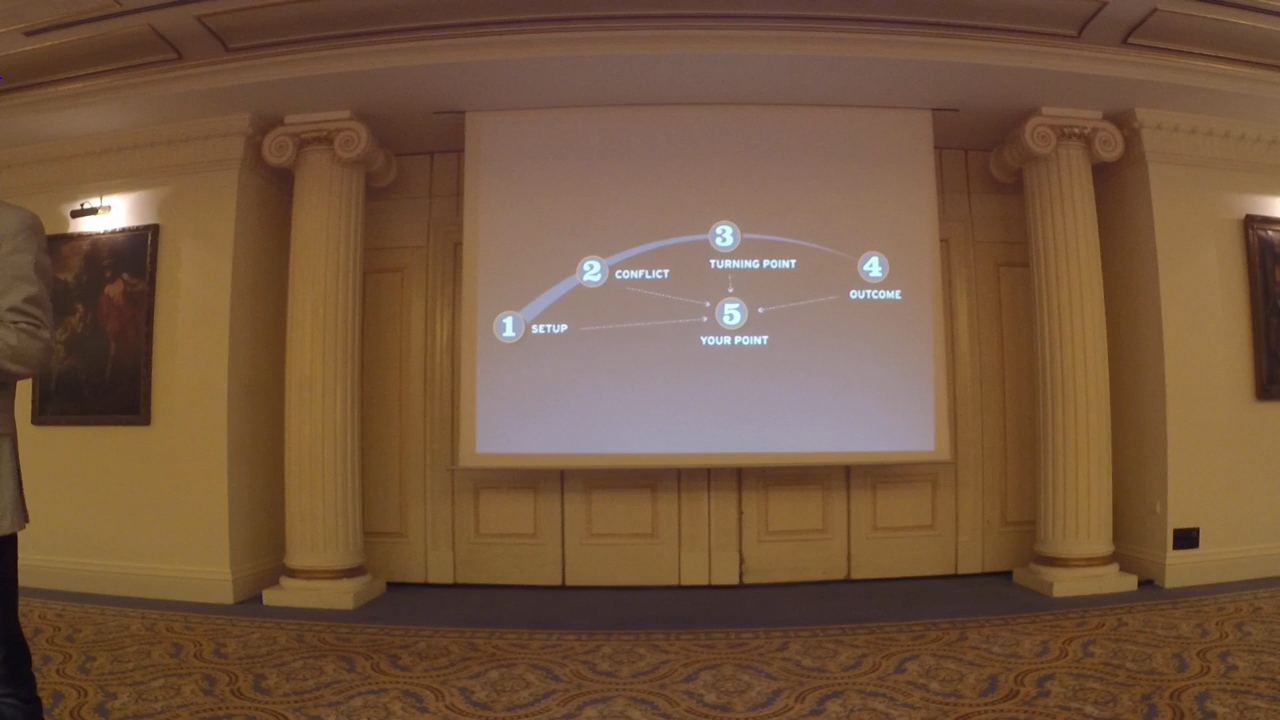 1 SETUP
2 CONFLICT
3
TURNING POINT
4
OUTCOME
5
YOUR POINT